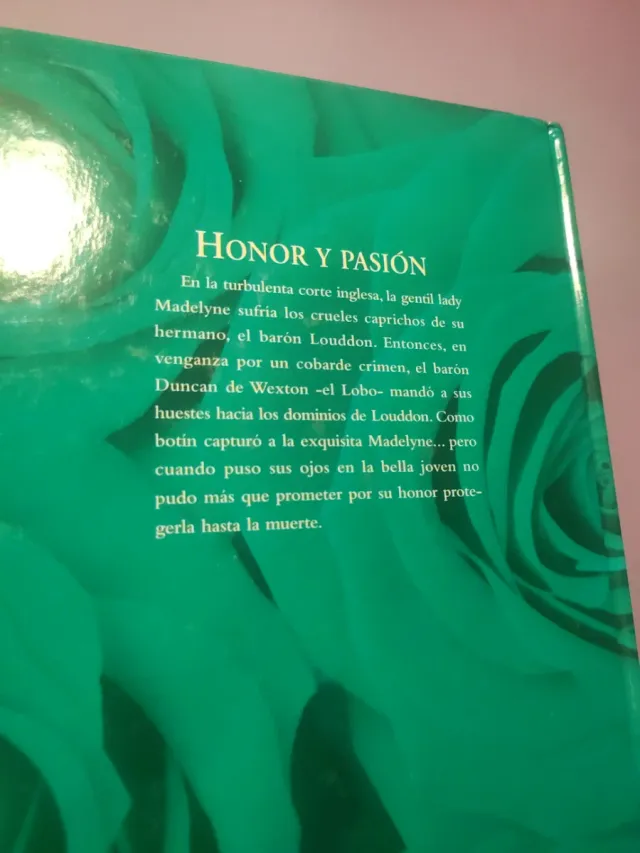 HONOR Y PASIÓN
En la turbulenta corte inglesa, la gentil lady
Madelyne sufría los crueles caprichos de su
hermano, el barón Louddon. Entonces, en
venganza por un cobarde crimen, el barón
Duncan de Wexton -el Lobo- mandó a sus
huestes hacia los dominios de Louddon. Como
botín capturó a la exquisita Madelyne... pero
cuando puso sus ojos en la bella joven no
pudo más que prometer por su honor prote-
gerla hasta la muerte.